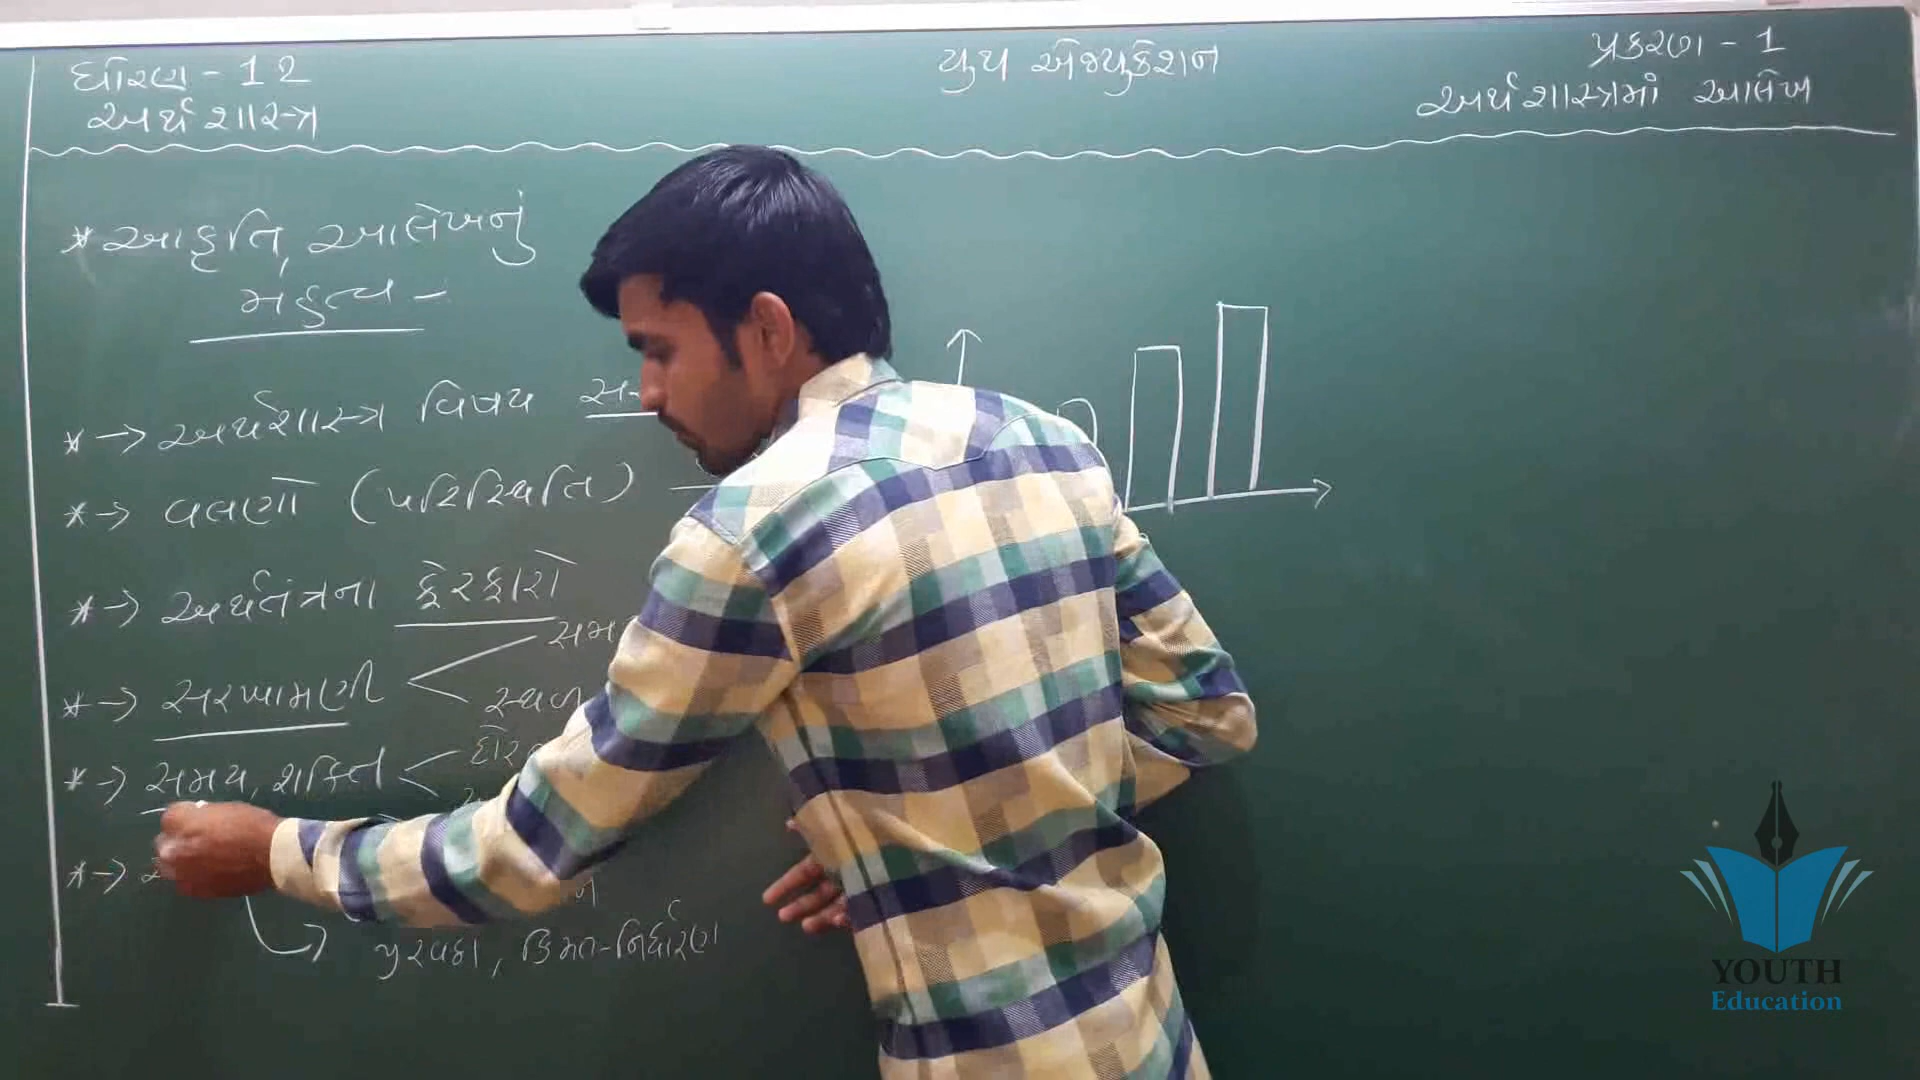 ધોરણ - 12
અર્થશાસ્ત્ર
યુથ એજ્યુકેશન
પ્રકરણ - 1
અર્થશાસ્ત્રમાં આલેખ
* આકૃતિ, આલેખનું
મહત્વ -
* → અર્થશાસ્ત્ર વિષય
* → વલણો (પરિસ્થિતિ)
* → અર્થતંત્રના ફેરફારો
* → સરખામણી
સ્થળ
* → સમય, શક્તિ
* →
પુરવઠા, કિંમત-નિર્ધારણ
YOUTH
Education